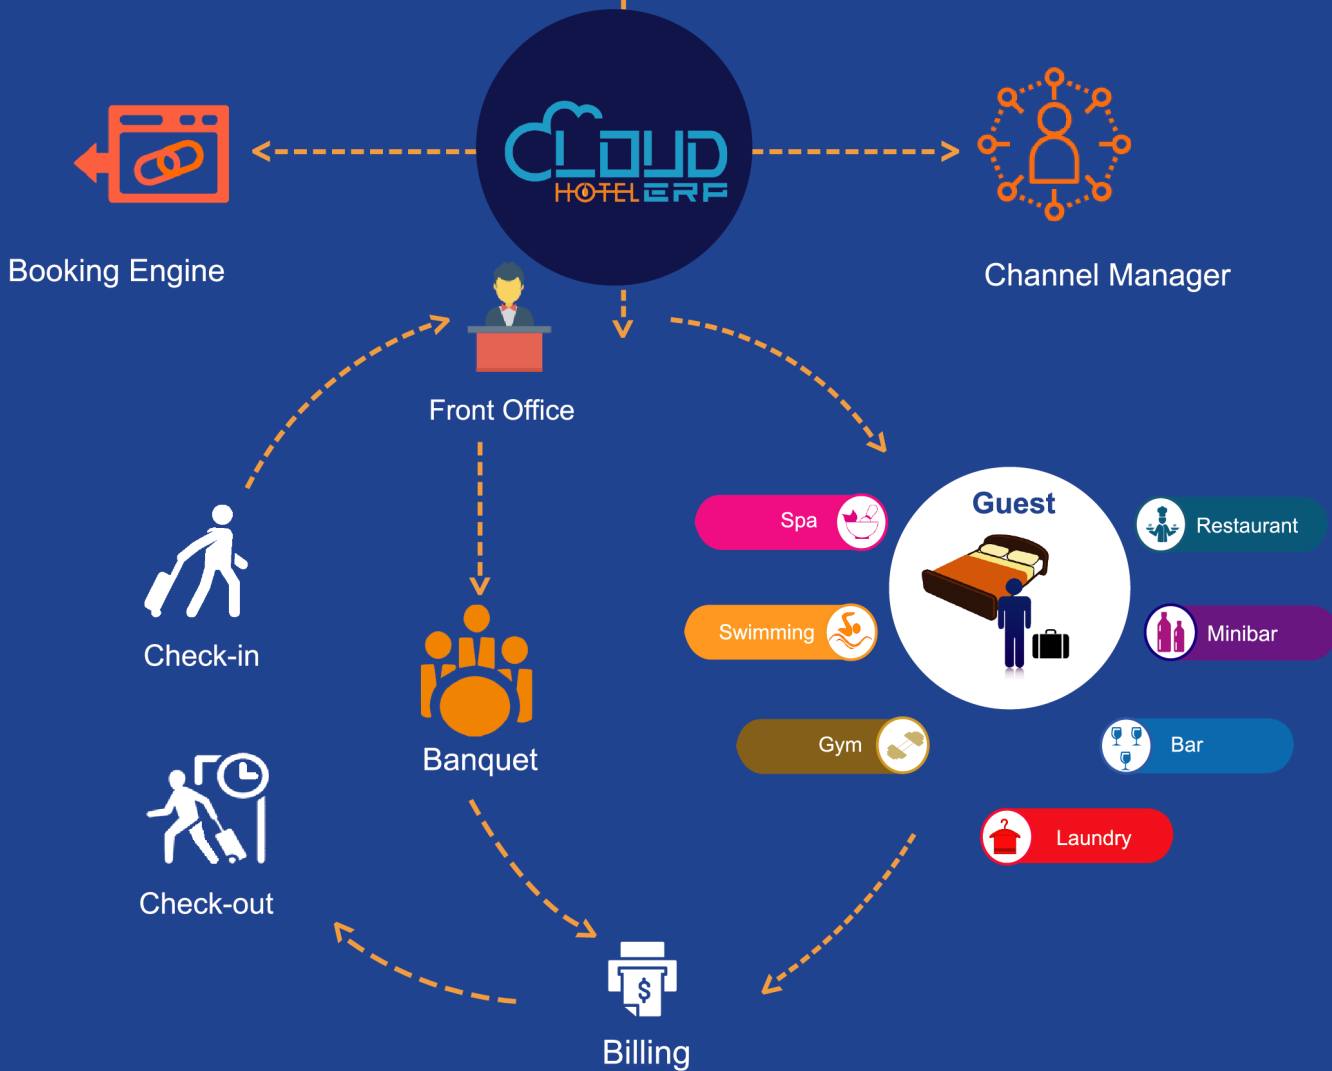 CLOUD
HOTEL ERP
Booking Engine
Channel Manager
Front Office
Guest
Spa
Restaurant
Swimming
Minibar
Check-in
Gym
Bar
Banquet
Laundry
Check-out
$
Billing